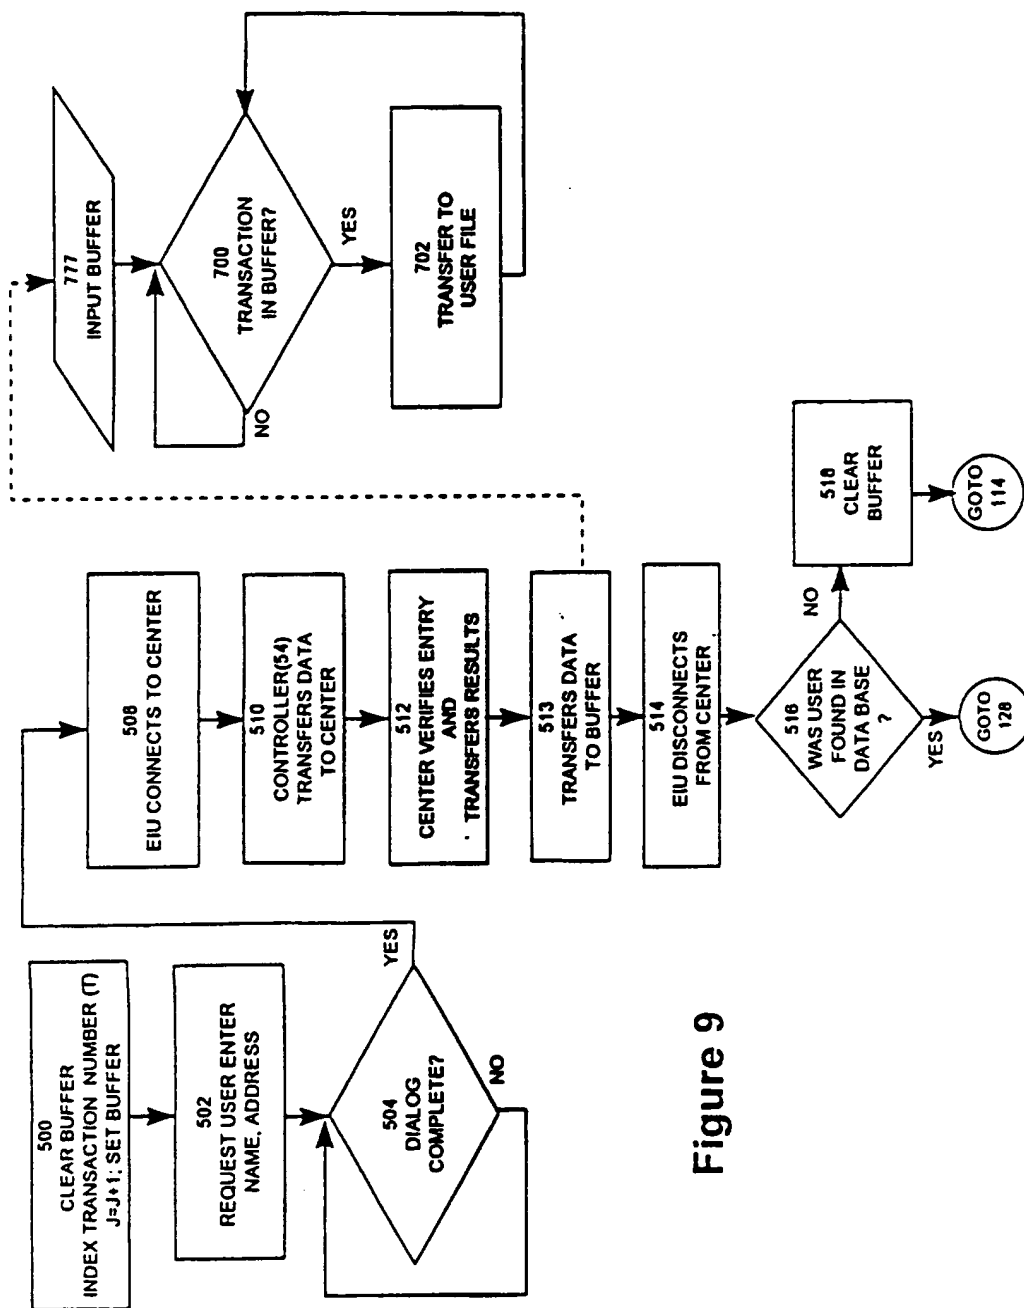 500
CLEAR BUFFER
INDEX TRANSACTION NUMBER (T)
J=J+1; SET BUFFER
502
REQUEST USER ENTER
NAME, ADDRESS
504
DIALOG
COMPLETE?
YES
NO
508
EIU CONNECTS TO CENTER
510
CONTROLLER(54)
TRANSFERS DATA
TO CENTER
512
CENTER VERIFIES ENTRY
AND
TRANSFERS RESULTS
513
TRANSFERS DATA
TO BUFFER
514
EIU DISCONNECTS
FROM CENTER
516
WAS USER
FOUND IN
DATA BASE
?
NO
YES
518
CLEAR
BUFFER
GOTO
114
GOTO
128
777
INPUT BUFFER
700
TRANSACTION
IN BUFFER?
NO
YES
702
TRANSFER TO
USER FILE
Figure 9